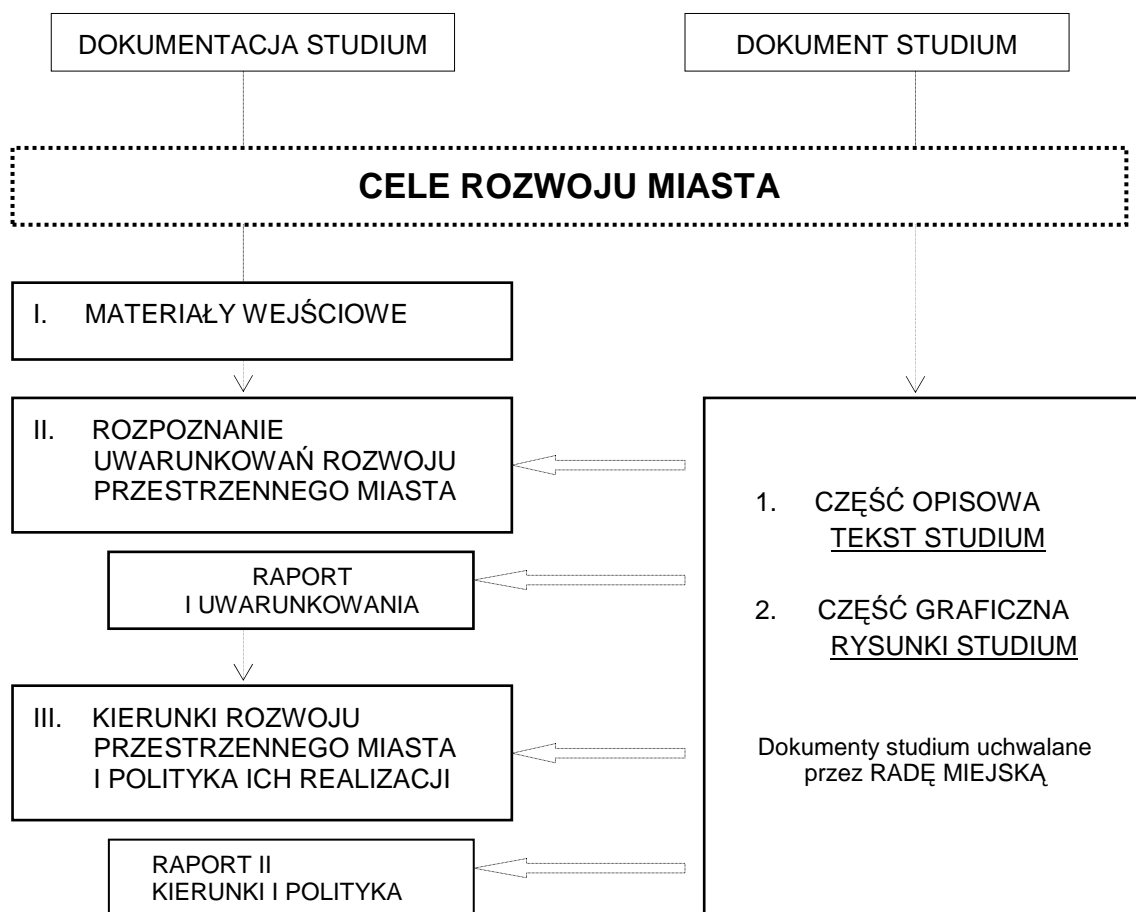 DOKUMENTACJA STUDIUM
DOKUMENT STUDIUM
CELE ROZWOJU MIASTA
I. MATERIAŁY WEJŚCIOWE
II. ROZPOZNANIE
UWARUNKOWAŃ ROZWOJU
PRZESTRZENNEGO MIASTA
RAPORT
I UWARUNKOWANIA
III. KIERUNKI ROZWOJU
PRZESTRZENNEGO MIASTA
I POLITYKA ICH REALIZACJI
RAPORT II
KIERUNKI I POLITYKA
1. CZĘŚĆ OPISOWA
TEKST STUDIUM
2. CZĘŚĆ GRAFICZNA
RYSUNKI STUDIUM
Dokumenty studium uchwalane
przez RADĘ MIEJSKĄ